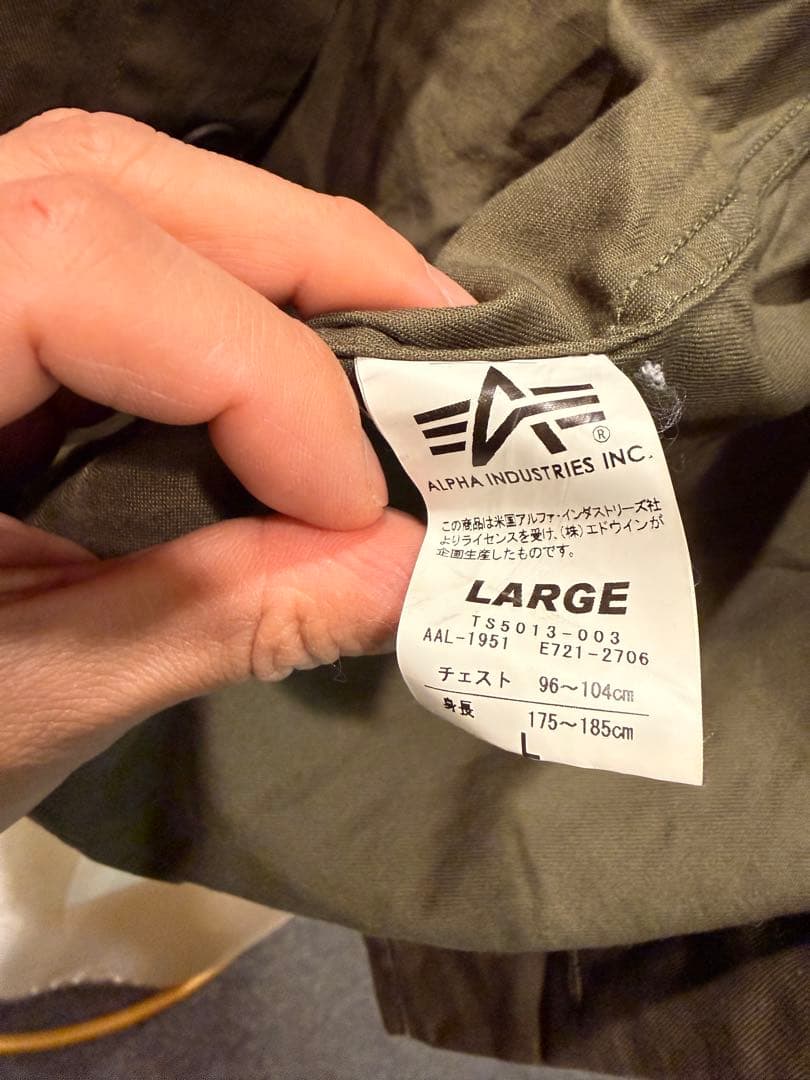 ®
ALPHA INDUSTRIES INC.
この商品は米国アルファ・インダストリーズ社
よりライセンスを受け、(株)エドウインが
企画生産したものです。
LARGE
TS5013-003
AAL-1951 E721-2706
チェスト 96〜104cm
身長 175〜185cm
L